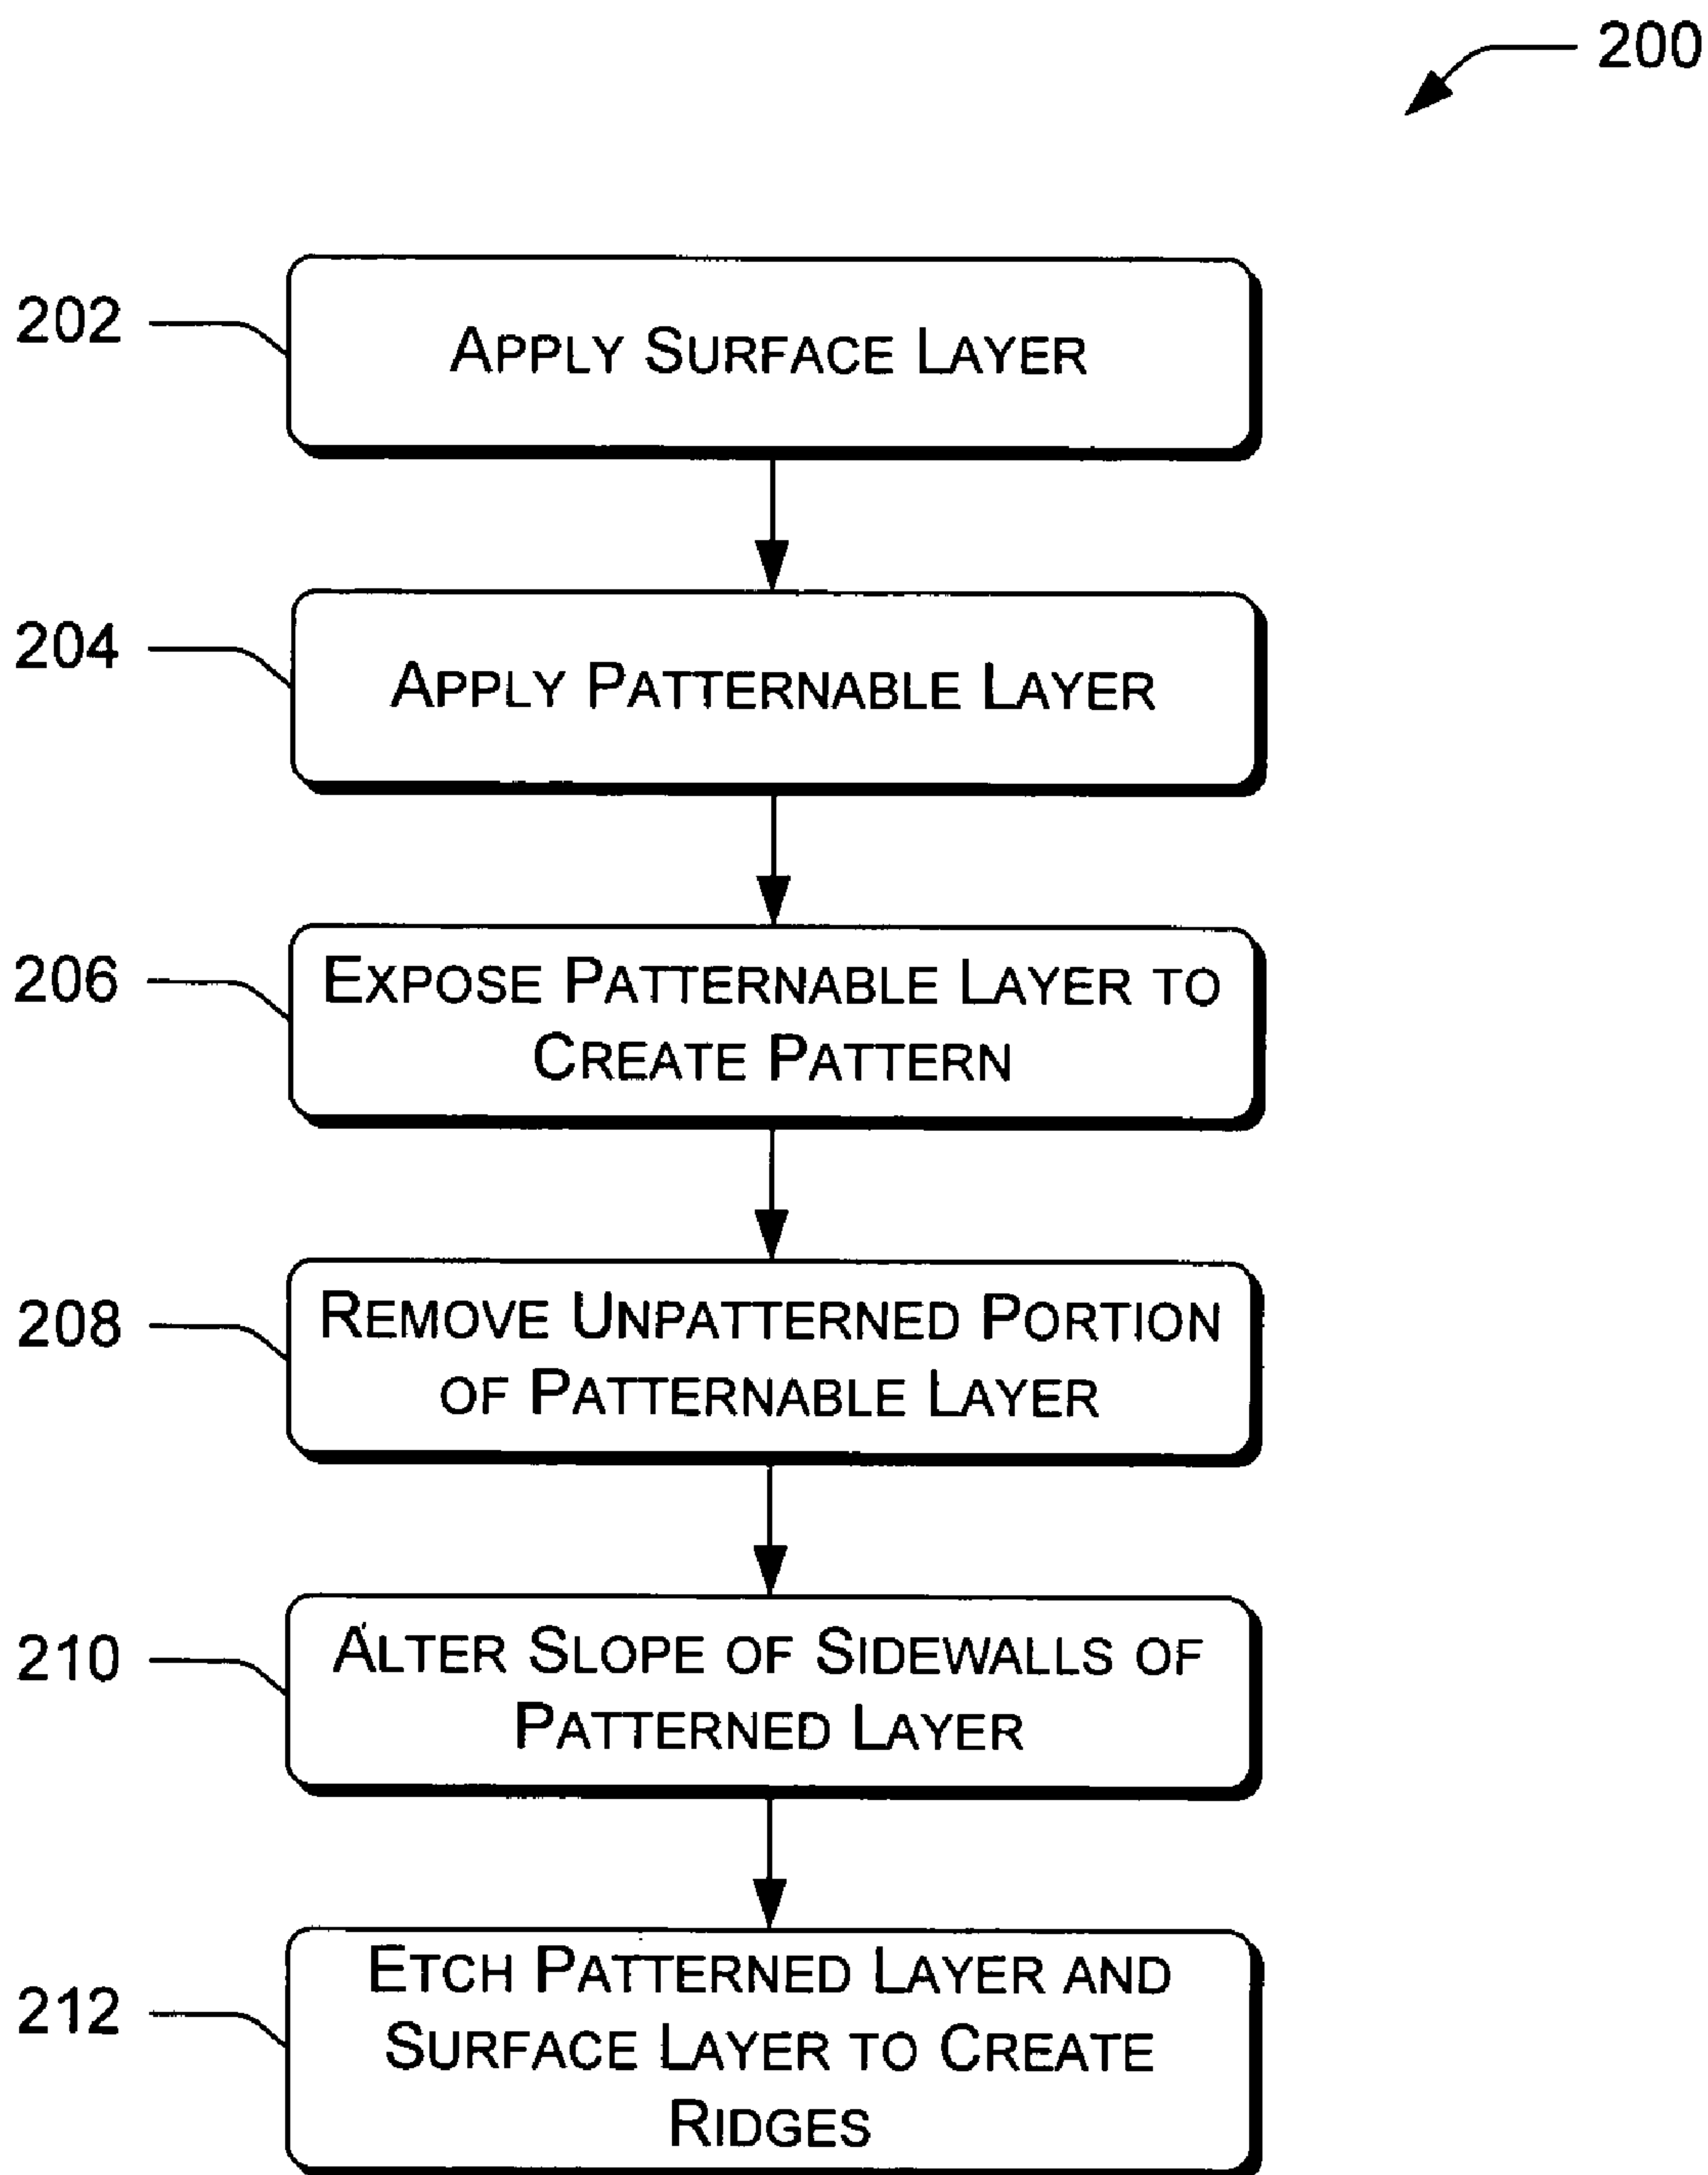 200
202
APPLY SURFACE LAYER
204
APPLY PATTERNABLE LAYER
206
EXPOSE PATTERNABLE LAYER TO
CREATE PATTERN
208
REMOVE UNPATTERNED PORTION
OF PATTERNABLE LAYER
210
ALTER SLOPE OF SIDEWALLS OF
PATTERNED LAYER
212
ETCH PATTERNED LAYER AND
SURFACE LAYER TO CREATE
RIDGES